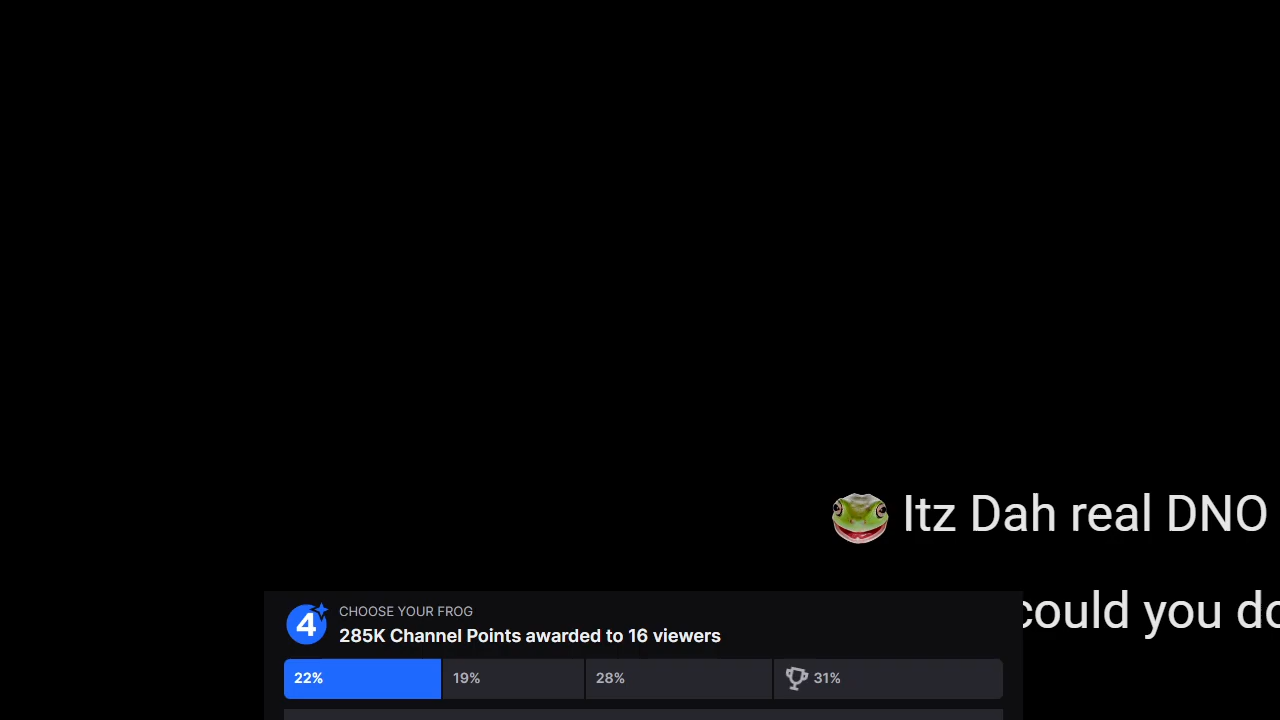 Itz Dah real DNO
could you do
4
CHOOSE YOUR FROG
285K Channel Points awarded to 16 viewers
22% 19% 28% 31%